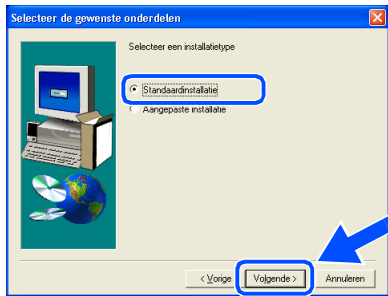 Selecteer de gewenste onderdelen
Selecteer een installatietype
Standaardinstallatie
Aangepaste installatie
< Vorige
Volgende >
Annuleren